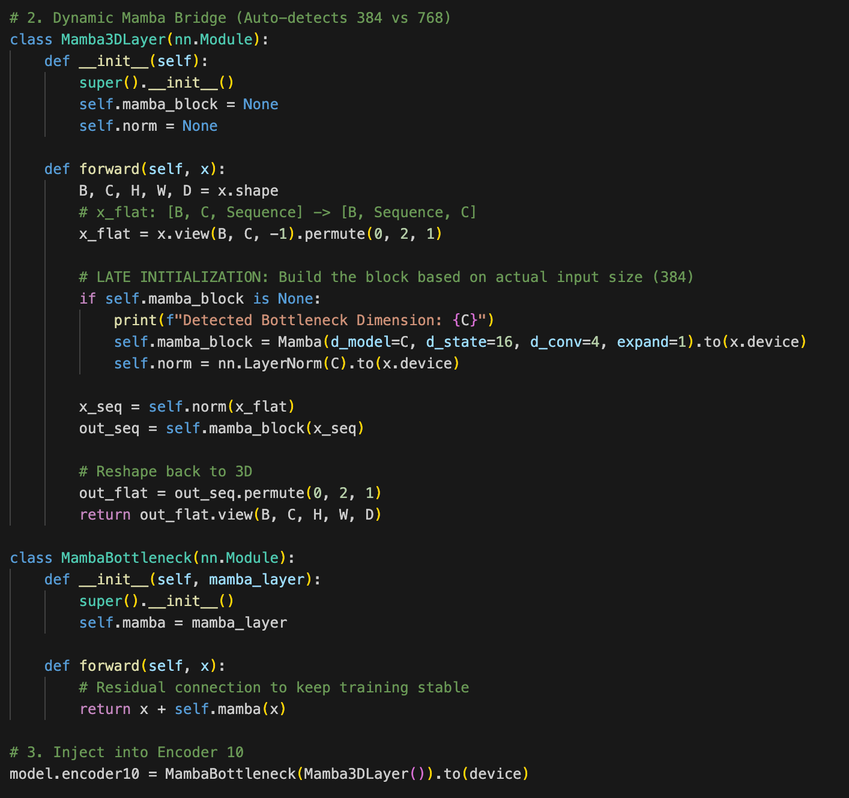 # 2. Dynamic Mamba Bridge (Auto-detects 384 vs 768)
class Mamba3DLayer(nn.Module):
    def __init__(self):
        super().__init__()
        self.mamba_block = None
        self.norm = None

    def forward(self, x):
        B, C, H, W, D = x.shape
        # x_flat: [B, C, Sequence] -> [B, Sequence, C]
        x_flat = x.view(B, C, -1).permute(0, 2, 1)

        # LATE INITIALIZATION: Build the block based on actual input size (384)
        if self.mamba_block is None:
            print(f"Detected Bottleneck Dimension: {C}")
            self.mamba_block = Mamba(d_model=C, d_state=16, d_conv=4, expand=1).to(x.device)
            self.norm = nn.LayerNorm(C).to(x.device)

        x_seq = self.norm(x_flat)
        out_seq = self.mamba_block(x_seq)

        # Reshape back to 3D
        out_flat = out_seq.permute(0, 2, 1)
        return out_flat.view(B, C, H, W, D)

class MambaBottleneck(nn.Module):
    def __init__(self, mamba_layer):
        super().__init__()
        self.mamba = mamba_layer

    def forward(self, x):
        # Residual connection to keep training stable
        return x + self.mamba(x)

# 3. Inject into Encoder 10
model.encoder10 = MambaBottleneck(Mamba3DLayer()).to(device)